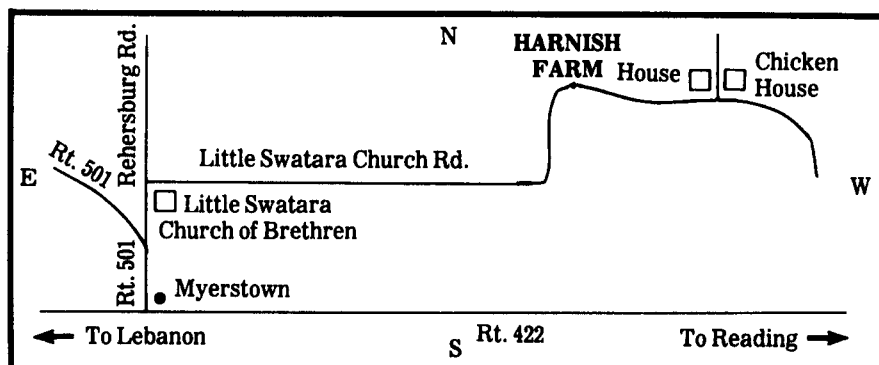 N
HARNISH
FARM
House
Chicken
House
Rehersburg Rd.
Rt. 501
Little Swatara Church Rd.
E
W
Little Swatara
Church of Brethren
Rt. 501
Myerstown
To Lebanon
S
Rt. 422
To Reading